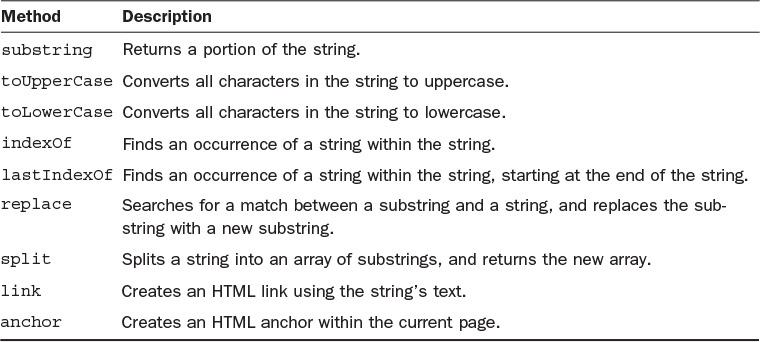 Method Description
substring Returns a portion of the string.
toUpperCase Converts all characters in the string to uppercase.
toLowerCase Converts all characters in the string to lowercase.
indexOf Finds an occurrence of a string within the string.
lastIndexOf Finds an occurrence of a string within the string, starting at the end of the string.
replace Searches for a match between a substring and a string, and replaces the sub-
string with a new substring.
split Splits a string into an array of substrings, and returns the new array.
link Creates an HTML link using the string’s text.
anchor Creates an HTML anchor within the current page.